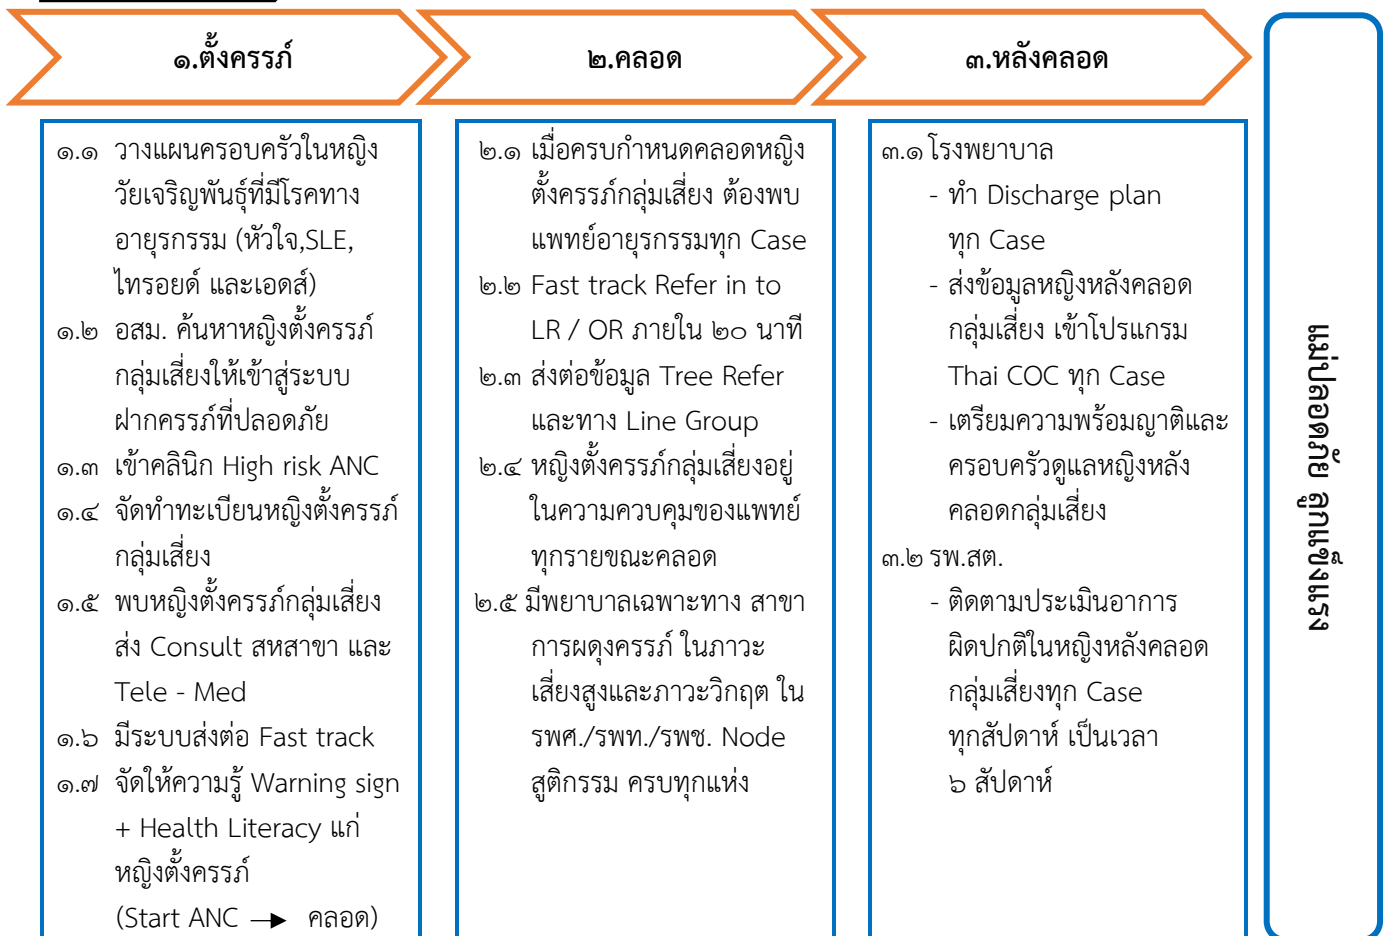 ๑.ตั้งครรภ์
๒.คลอด
๓.หลังคลอด
๑.๑ วางแผนครอบครัวในหญิง
วัยเจริญพันธุ์ที่มีโรคทาง
อายุรกรรม (หัวใจ,SLE,
ไทรอยด์ และเอดส์)
๑.๒ อสม. ค้นหาหญิงตั้งครรภ์
กลุ่มเสี่ยงให้เข้าสู่ระบบ
ฝากครรภ์ที่ปลอดภัย
๑.๓ เข้าคลินิก High risk ANC
๑.๔ จัดทำทะเบียนหญิงตั้งครรภ์
กลุ่มเสี่ยง
๑.๕ พบหญิงตั้งครรภ์กลุ่มเสี่ยง
ส่ง Consult สหสาขา และ
Tele - Med
๑.๖ มีระบบส่งต่อ Fast track
๑.๗ จัดให้ความรู้ Warning sign
+ Health Literacy แก่
หญิงตั้งครรภ์
(Start ANC → คลอด)
๒.๑ เมื่อครบกำหนดคลอดหญิง
ตั้งครรภ์กลุ่มเสี่ยง ต้องพบ
แพทย์อายุรกรรมทุก Case
๒.๒ Fast track Refer in to
LR / OR ภายใน ๒๐ นาที
๒.๓ ส่งต่อข้อมูล Tree Refer
และทาง Line Group
๒.๔ หญิงตั้งครรภ์กลุ่มเสี่ยงอยู่
ในความควบคุมของแพทย์
ทุกรายขณะคลอด
๒.๕ มีพยาบาลเฉพาะทาง สาขา
การผดุงครรภ์ ในภาวะ
เสี่ยงสูงและภาวะวิกฤต ใน
รพศ./รพท./รพช. Node
สูติกรรม ครบทุกแห่ง
๓.๑ โรงพยาบาล
- ทำ Discharge plan
ทุก Case
- ส่งข้อมูลหญิงหลังคลอด
กลุ่มเสี่ยง เข้าโปรแกรม
Thai COC ทุก Case
- เตรียมความพร้อมญาติและ
ครอบครัวดูแลหญิงหลัง
คลอดกลุ่มเสี่ยง
๓.๒ รพ.สต.
- ติดตามประเมินอาการ
ผิดปกติในหญิงหลังคลอด
กลุ่มเสี่ยงทุก Case
ทุกสัปดาห์ เป็นเวลา
๖ สัปดาห์
แม่ปลอดภัย ลูกแข็งแรง